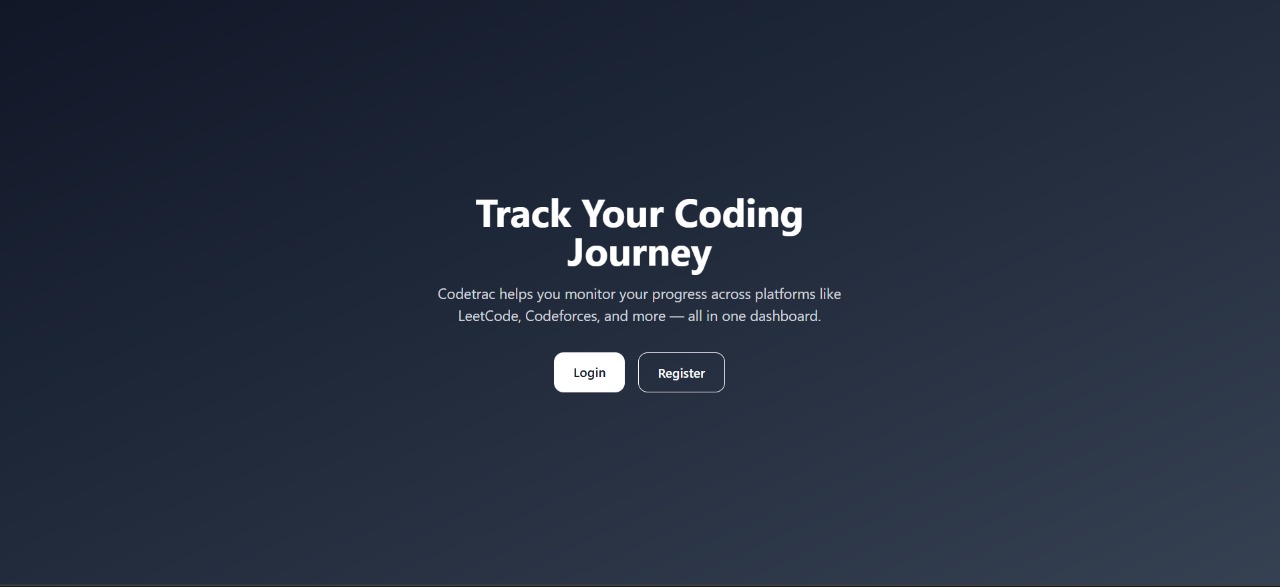 Track Your Coding
Journey
Codetrac helps you monitor your progress across platforms like
LeetCode, Codeforces, and more — all in one dashboard.
Login
Register